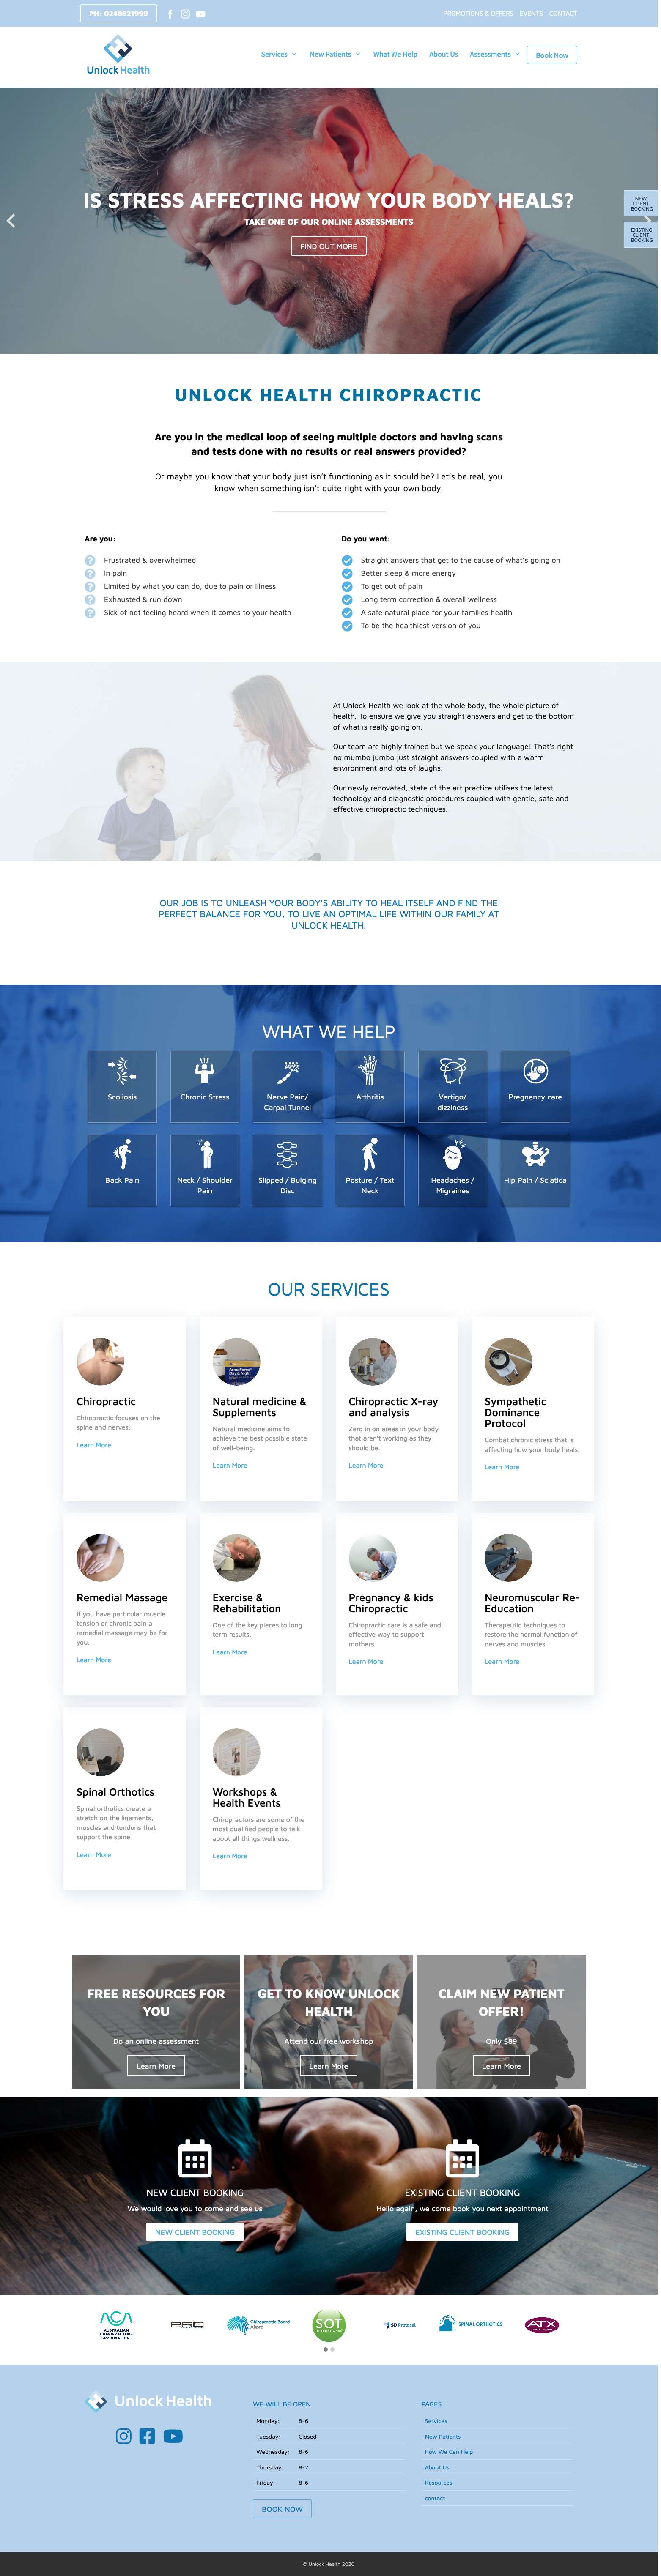 PH: 0248621999
PROMOTIONS & OFFERS EVENTS CONTACT
Unlock Health
Services New Patients What We Help About Us Assessments Book Now
IS STRESS AFFECTING HOW YOUR BODY HEALS?
TAKE ONE OF OUR ONLINE ASSESSMENTS
FIND OUT MORE
NEW
CLIENT
BOOKING
EXISTING
CLIENT
BOOKING
UNLOCK HEALTH CHIROPRACTIC
Are you in the medical loop of seeing multiple doctors and having scans
and tests done with no results or real answers provided?
Or maybe you know that your body just isn't functioning as it should be? Let's be real, you
know when something isn't quite right with your own body.
Are you:
Frustrated & overwhelmed
In pain
Limited by what you can do, due to pain or illness
Exhausted & run down
Sick of not feeling heard when it comes to your health
Do you want:
Straight answers that get to the cause of what's going on
Better sleep & more energy
To get out of pain
Long term correction & overall wellness
A safe natural place for your families health
To be the healthiest version of you
At Unlock Health we look at the whole body, the whole picture of
health. To ensure we give you straight answers and get to the bottom
of what is really going on.
Our team are highly trained but we speak your language! That's right
no mumbo jumbo just straight answers coupled with a warm
environment and lots of laughs.
Our newly renovated, state of the art practice utilises the latest
technology and diagnostic procedures coupled with gentle, safe and
effective chiropractic techniques.
OUR JOB IS TO UNLEASH YOUR BODY'S ABILITY TO HEAL ITSELF AND FIND THE
PERFECT BALANCE FOR YOU, TO LIVE AN OPTIMAL LIFE WITHIN OUR FAMILY AT
UNLOCK HEALTH.
WHAT WE HELP
Scoliosis
Chronic Stress
Nerve Pain/
Carpal Tunnel
Arthritis
Vertigo/
dizziness
Pregnancy care
Back Pain
Neck / Shoulder
Pain
Slipped / Bulging
Disc
Posture / Text
Neck
Headaches /
Migraines
Hip Pain / Sciatica
OUR SERVICES
Chiropractic
Chiropractic focuses on the
spine and nerves.
Learn More
Natural medicine &
Supplements
Natural medicine aims to
achieve the best possible state
of well-being.
Learn More
Chiropractic X-ray
and analysis
Zero in on areas in your body
that aren't working as they
should be.
Learn More
Sympathetic
Dominance
Protocol
Combat chronic stress that is
affecting how your body heals.
Learn More
Remedial Massage
If you have particular muscle
tension or chronic pain a
remedial massage may be for
you.
Learn More
Exercise &
Rehabilitation
One of the key pieces to long
term results.
Learn More
Pregnancy & kids
Chiropractic
Chiropractic care is a safe and
effective way to support
mothers.
Learn More
Neuromuscular Re-
Education
Therapeutic techniques to
restore the normal function of
nerves and muscles.
Learn More
Spinal Orthotics
Spinal orthotics create a
stretch on the ligaments,
muscles and tendons that
support the spine
Learn More
Workshops &
Health Events
Chiropractors are some of the
most qualified people to talk
about all things wellness.
Learn More
FREE RESOURCES FOR
YOU
Do an online assessment
Learn More
GET TO KNOW UNLOCK
HEALTH
Attend our free workshop
Learn More
CLAIM NEW PATIENT
OFFER!
Only $89
Learn More
NEW CLIENT BOOKING
We would love you to come and see us
NEW CLIENT BOOKING
EXISTING CLIENT BOOKING
Hello again, we come book you next appointment
EXISTING CLIENT BOOKING
ACA
AUSTRALIAN
CHIROPRACTORS
ASSOCIATION
PRO
Chiropractic Board
Ahpra
SOT
SD Protocol
SPINAL ORTHOTICS
ATX
Unlock Health
WE WILL BE OPEN
Monday: 8-6
Tuesday: Closed
Wednesday: 8-6
Thursday: 8-7
Friday: 8-6
BOOK NOW
PAGES
Services
New Patients
How We Can Help
About Us
Resources
contact
© Unlock Health 2020